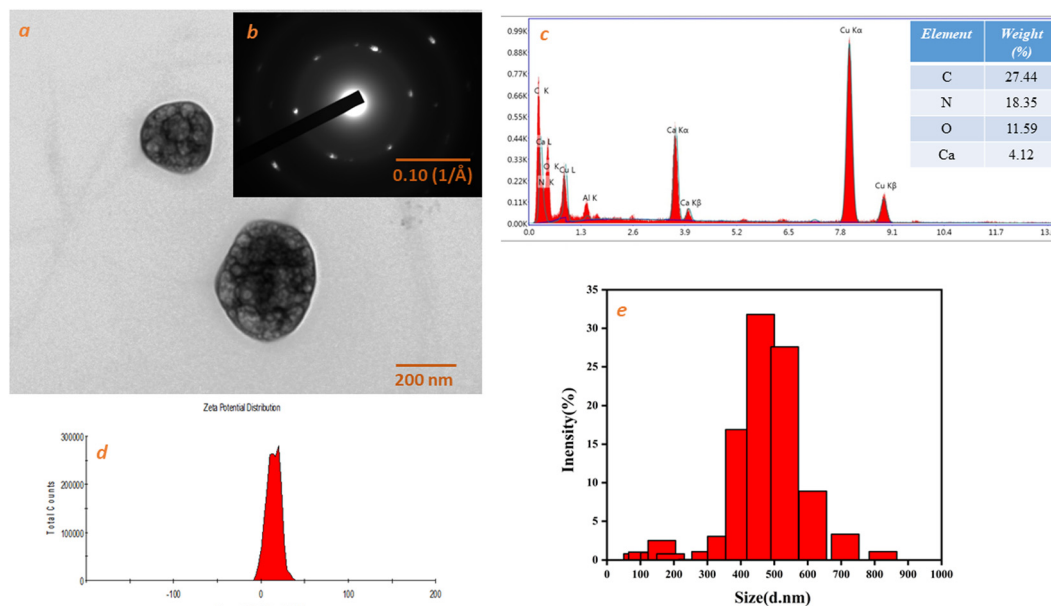 a
b
0.10 (1/Å)
200 nm
c
0.99K
0.88K
0.77K
0.66K
0.55K
0.44K
0.33K
0.22K
0.11K
0.00K
C K
Ca L
N K
O K
Cu L
Al K
Ca Kα
Ca Kβ
Cu Kα
Cu Kβ
0.0 1.3 2.6 3.9 5.2 6.5 7.8 9.1 10.4 11.7 13.
Element Weight (%)
C 27.44
N 18.35
O 11.59
Ca 4.12
Zeta Potential Distribution
d
Total Counts
300000
200000
100000
0
-100 0 100 200
e
Inensity(%)
35
30
25
20
15
10
5
0
0 100 200 300 400 500 600 700 800 900 1000
Size(d.nm)